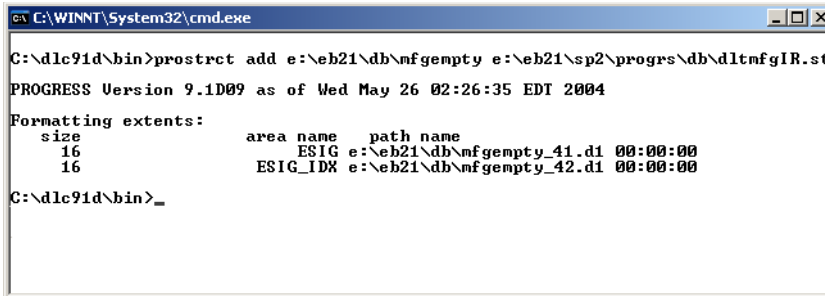 C:\WINNT\System32\cmd.exe
C:\dlc91d\bin>prostrct add e:\eb21\db\mfgempty e:\eb21\sp2\progrs\db\dltmfgIR.st
PROGRESS Version 9.1D09 as of Wed May 26 02:26:35 EDT 2004
Formatting extents:
size area name path name
16 ESIG e:\eb21\db\mfgempty_41.d1 00:00:00
16 ESIG_IDX e:\eb21\db\mfgempty_42.d1 00:00:00
C:\dlc91d\bin>_